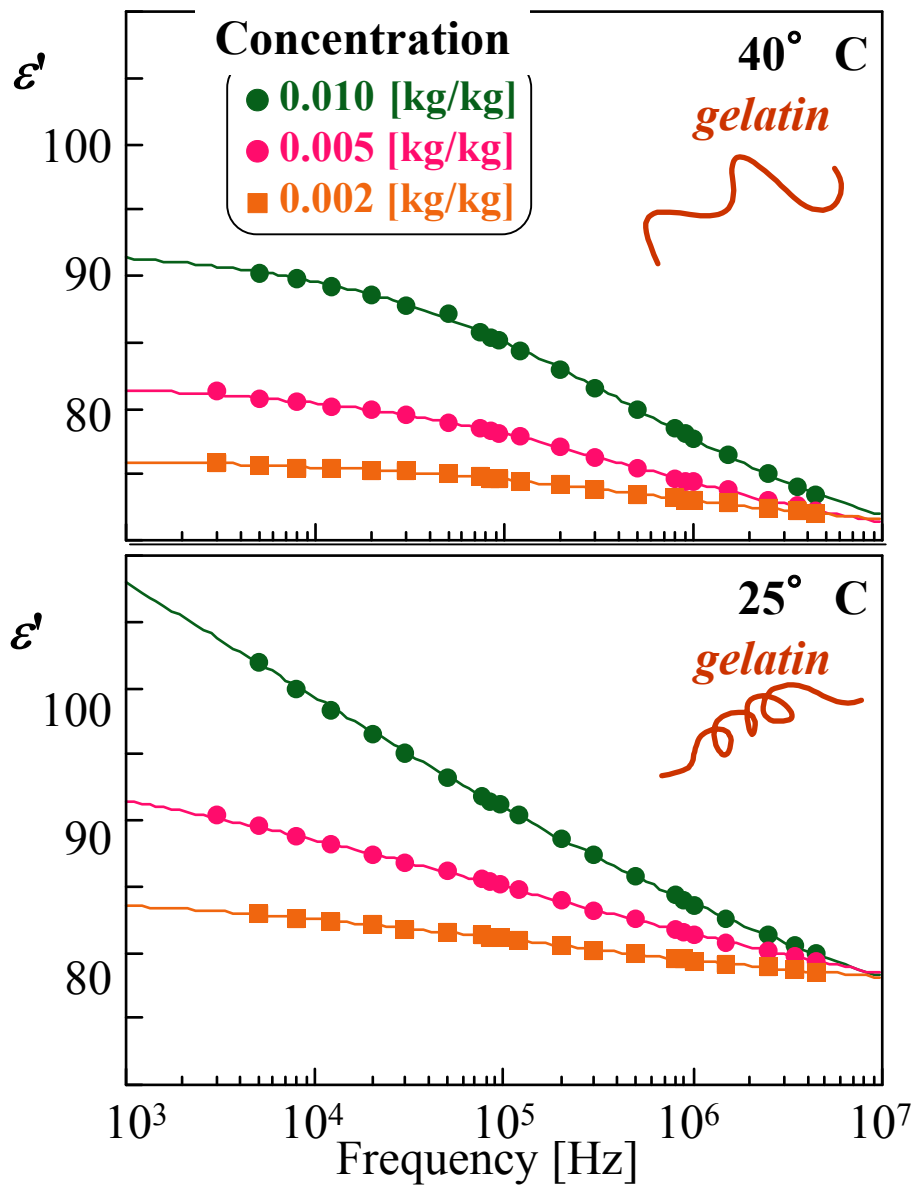 Concentration
0.010 [kg/kg]
0.005 [kg/kg]
0.002 [kg/kg]
40° C
gelatin
ε'
100
90
80
25° C
gelatin
ε'
100
90
80
10³ 10⁴ 10⁵ 10⁶ 10⁷
Frequency [Hz]